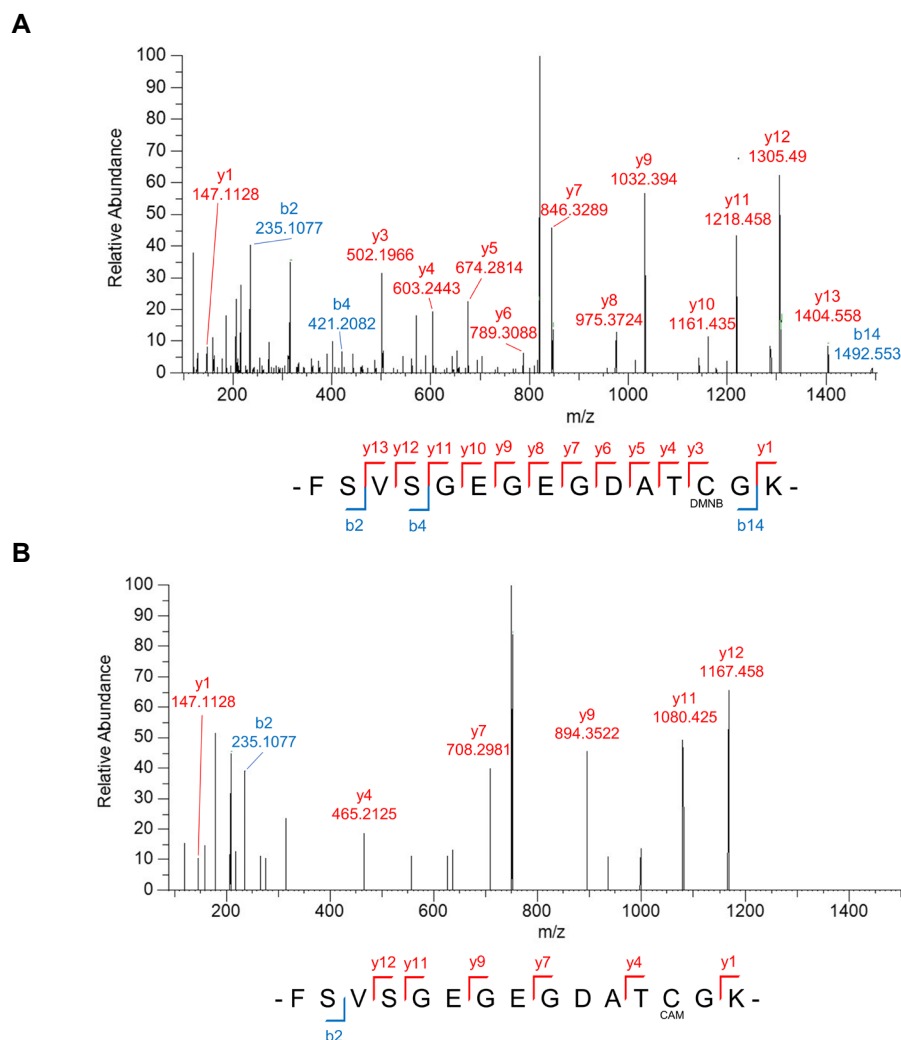 A
Relative Abundance
100
90
80
70
60
50
40
30
20
10
0
y1
147.1128
b2
235.1077
b4
421.2082
y3
502.1966
y4
603.2443
y5
674.2814
y6
789.3088
y7
846.3289
y8
975.3724
y9
1032.394
y10
1161.435
y11
1218.458
y12
1305.49
y13
1404.558
b14
1492.553
200 400 600 800 1000 1200 1400
m/z
y13 y12 y11 y10 y9 y8 y7 y6 y5 y4 y3 y1
- F S V S G E G E G D A T C G K -
DMNB
b2 b4 b14
B
Relative Abundance
100
90
80
70
60
50
40
30
20
10
0
y1
147.1128
b2
235.1077
y4
465.2125
y7
708.2981
y9
894.3522
y11
1080.425
y12
1167.458
200 400 600 800 1000 1200 1400
m/z
y12 y11 y9 y7 y4 y1
- F S V S G E G E G D A T C G K -
CAM
b2